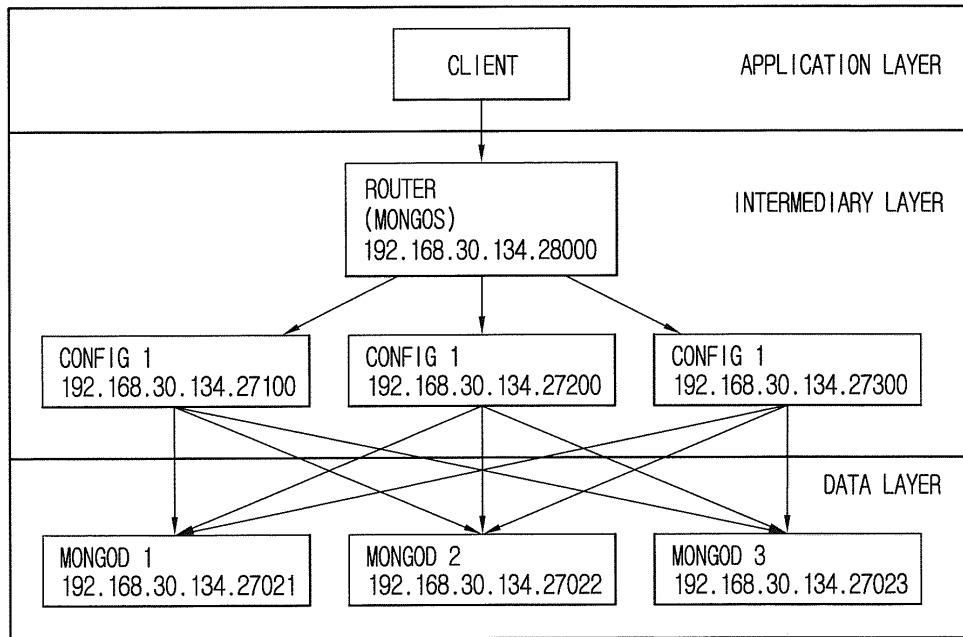 CLIENT
APPLICATION LAYER
ROUTER
(MONGOS)
192.168.30.134.28000
INTERMEDIARY LAYER
CONFIG 1
192.168.30.134.27100
CONFIG 1
192.168.30.134.27200
CONFIG 1
192.168.30.134.27300
DATA LAYER
MONGOD 1
192.168.30.134.27021
MONGOD 2
192.168.30.134.27022
MONGOD 3
192.168.30.134.27023